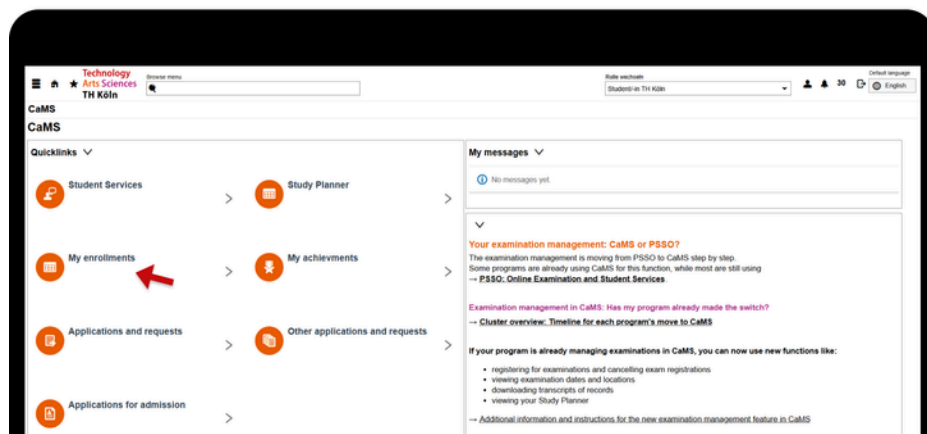 Technology
Arts Sciences
TH Köln
Browse menu
Rolle wechseln
Student/-in TH Köln
30
Default language
English
CaMS
CaMS
Quicklinks
Student Services
Study Planner
My enrollments
My achievments
Applications and requests
Other applications and requests
Applications for admission
My messages
No messages yet.
Your examination management: CaMS or PSSO?
The examination management is moving from PSSO to CaMS step by step.
Some programs are already using CaMS for this function, while most are still using
→ PSSO: Online Examination and Student Services.
Examination management in CaMS: Has my program already made the switch?
→ Cluster overview: Timeline for each program's move to CaMS
If your program is already managing examinations in CaMS, you can now use new functions like:
• registering for examinations and cancelling exam registrations
• viewing examination dates and locations
• downloading transcripts of records
• viewing your Study Planner
→ Additional information and instructions for the new examination management feature in CaMS